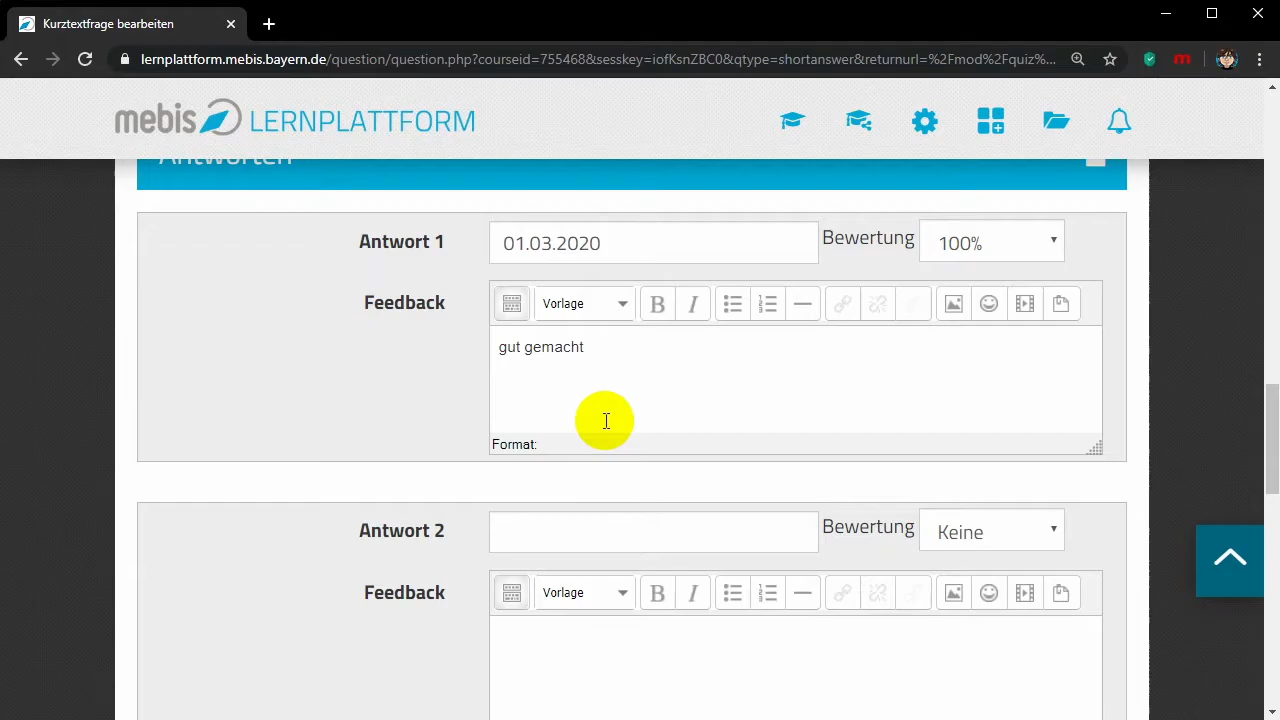 Kurztextfrage bearbeiten
lernplattform.mebis.bayern.de/question/question.php?courseid=755468&sesskey=iofKsnZBC0&qtype=shortanswer&returnurl=%2Fmod%2Fquiz%...
mebis LERNPLATTFORM
Antworten
Antwort 1 01.03.2020 Bewertung 100%
Feedback Vorlage B I
gut gemacht
Format:
Antwort 2 Bewertung Keine
Feedback Vorlage B I